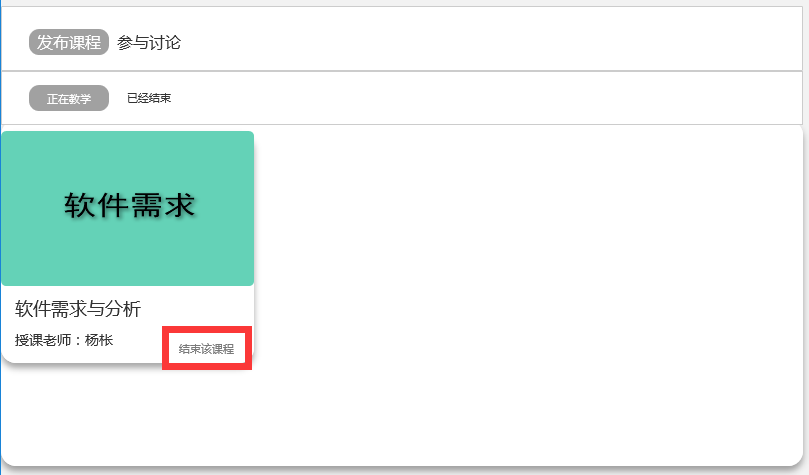 发布课程 参与讨论
正在教学 已经结束
软件需求
软件需求与分析
授课老师：杨枨
结束该课程